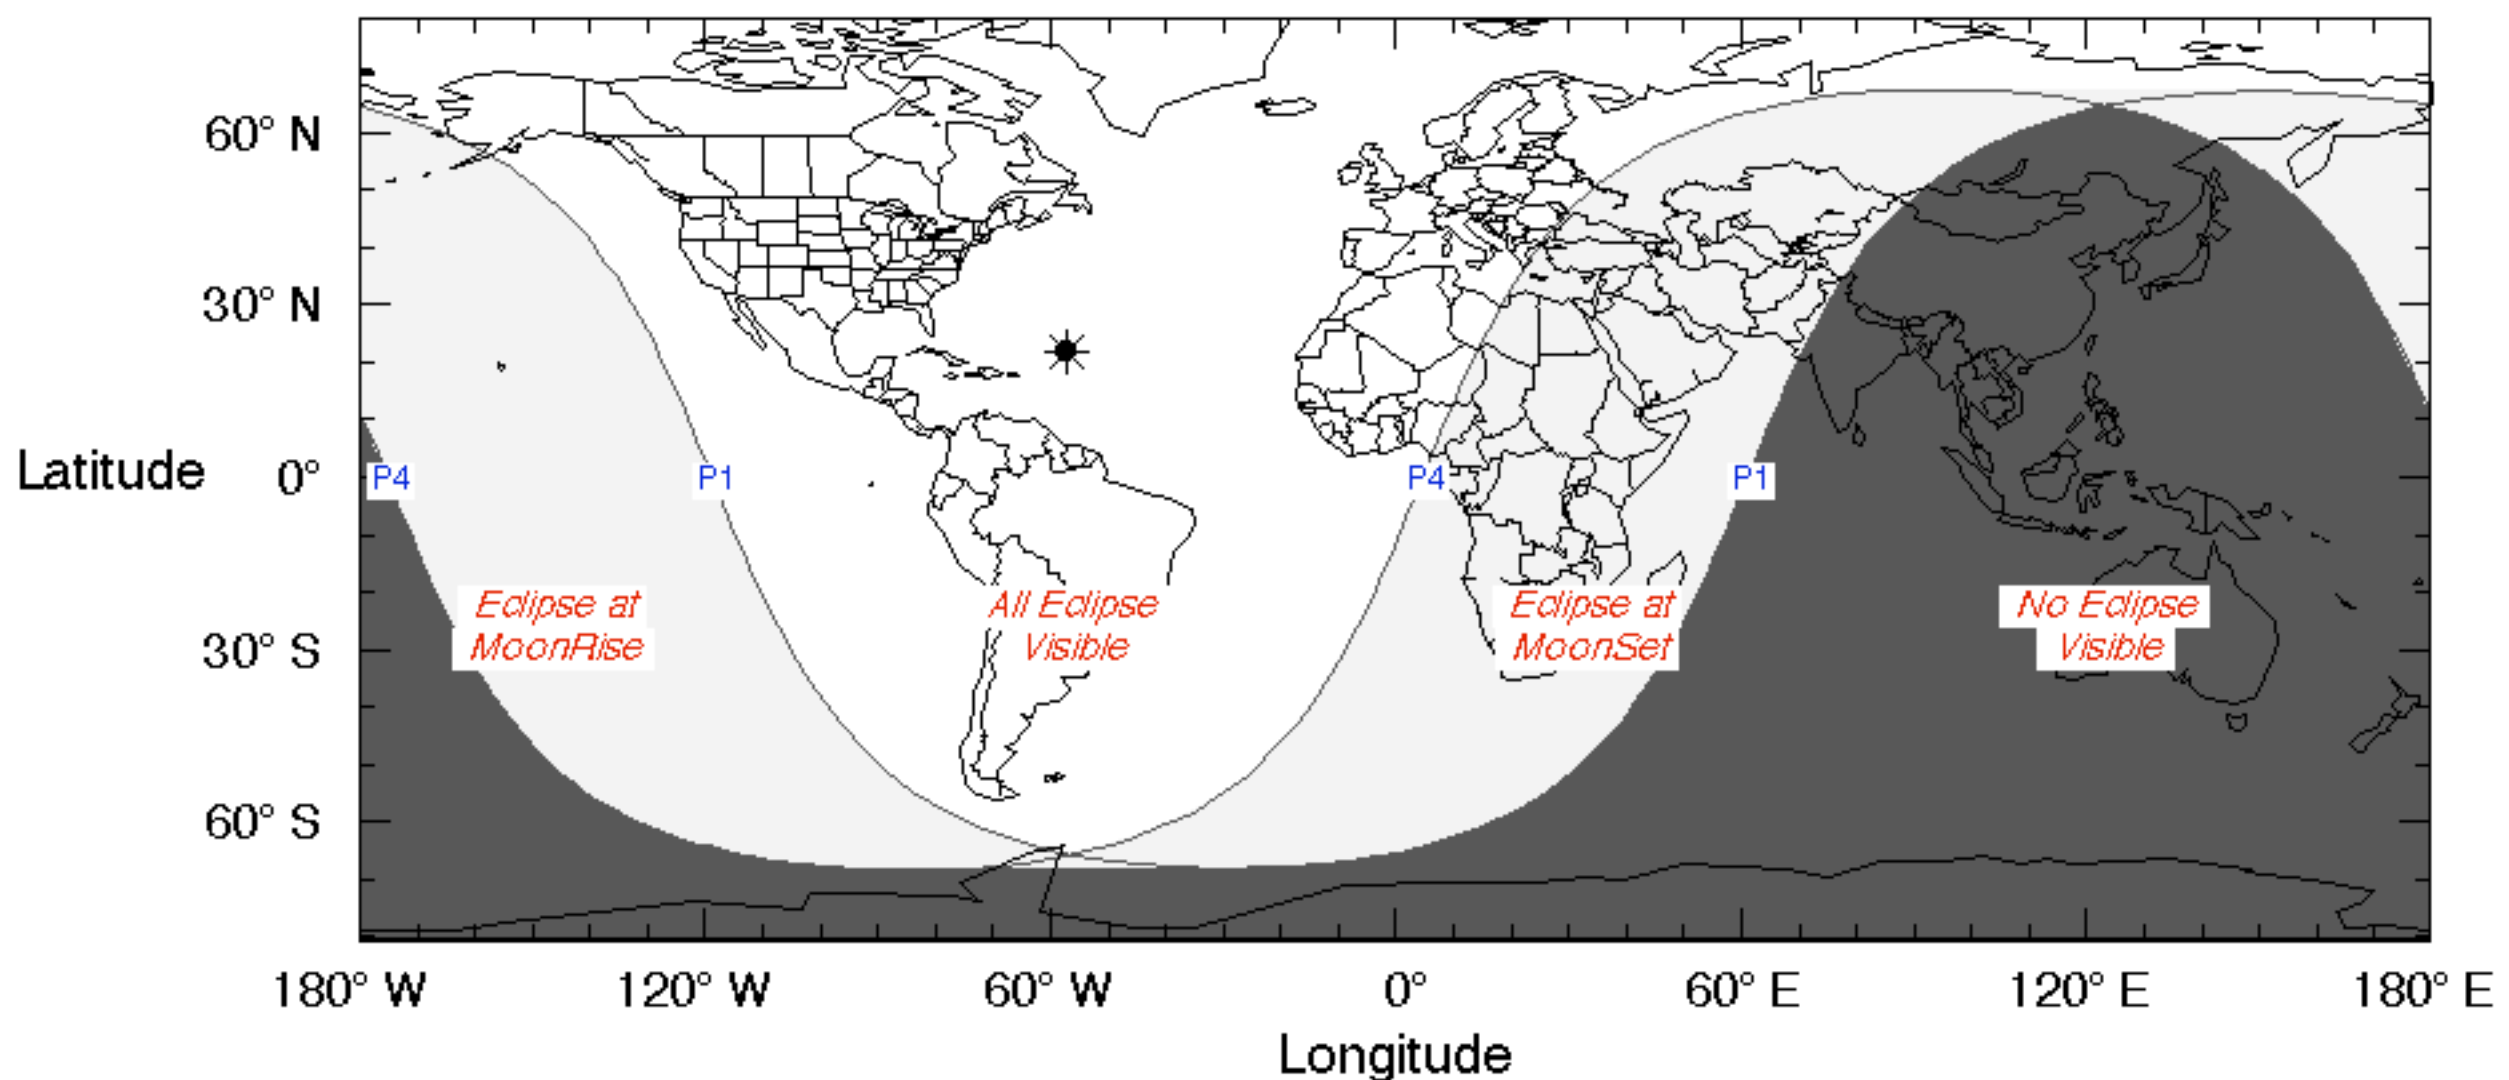 60° N
30° N
Latitude 0°
30° S
60° S
P4 P1 P4 P1
Eclipse at
MoonRise
All Eclipse
Visible
Eclipse at
MoonSet
No Eclipse
Visible
180° W 120° W 60° W 0° 60° E 120° E 180° E
Longitude